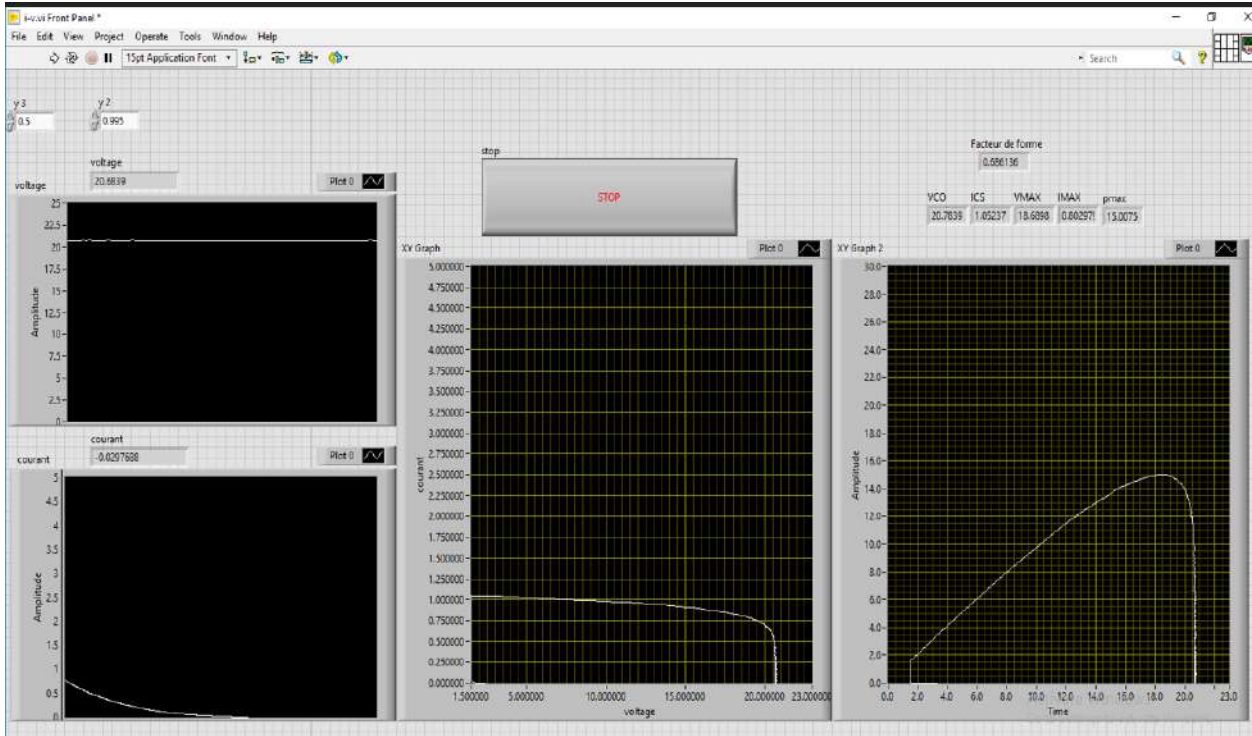 i-v.vi Front Panel *
File Edit View Project Operate Tools Window Help
15pt Application Font
Search
y 3
0.5
y 2
0.995
voltage
20.6839
voltage
Plot 0
Amplitude
25
22.5
20
17.5
15
12.5
10
7.5
5
2.5
0
courant
-0.0297688
courant
Plot 0
Amplitude
5
4.5
4
3.5
3
2.5
2
1.5
1
0.5
0
stop
STOP
XY Graph
Plot 0
courant
5.000000
4.750000
4.500000
4.250000
4.000000
3.750000
3.500000
3.250000
3.000000
2.750000
2.500000
2.250000
2.000000
1.750000
1.500000
1.250000
1.000000
0.750000
0.500000
0.250000
0.000000
1.500000 5.000000 10.000000 15.000000 20.000000 23.000000
voltage
Facteur de forme
0.686136
VCO ICS VMAX IMAX pmax
20.7839 1.05237 18.6898 0.80297 15.0075
XY Graph 2
Plot 0
Amplitude
30.0
28.0
26.0
24.0
22.0
20.0
18.0
16.0
14.0
12.0
10.0
8.0
6.0
4.0
2.0
0.0
0.0 2.0 4.0 6.0 8.0 10.0 12.0 14.0 16.0 18.0 20.0 23.0
Time